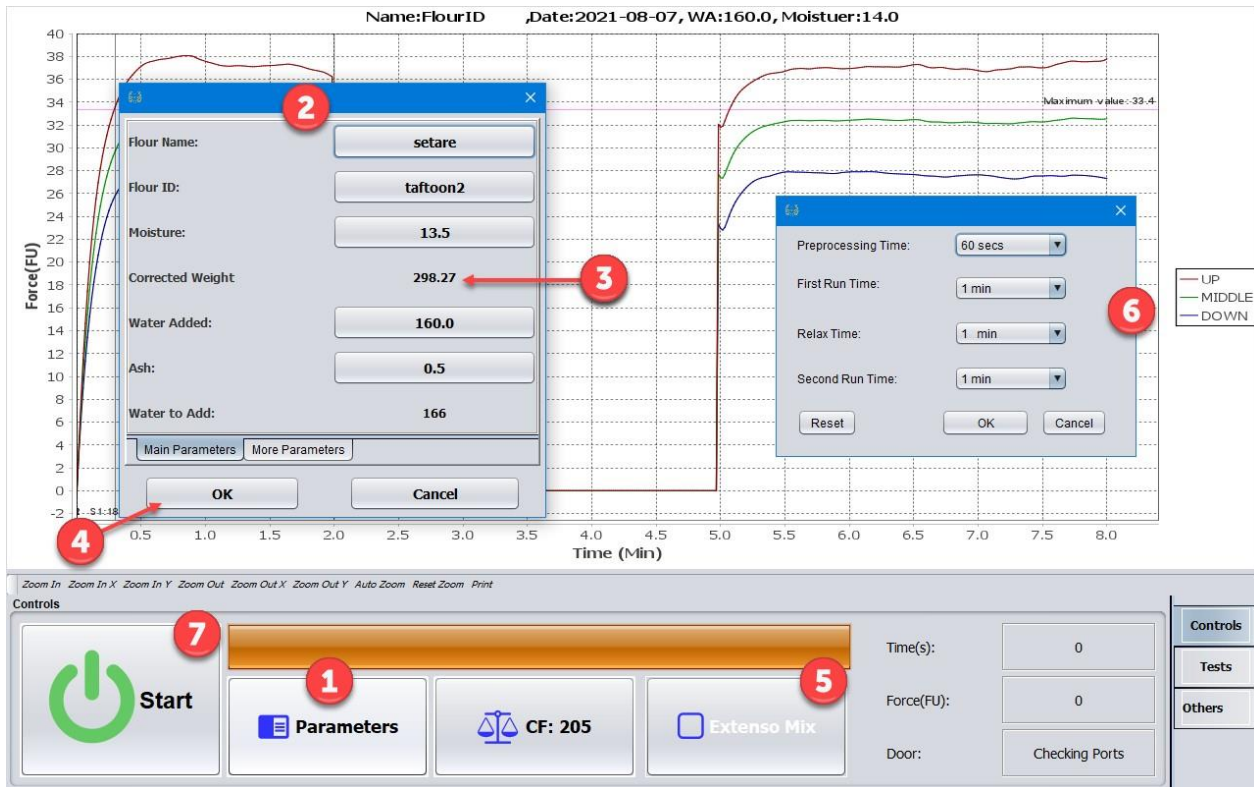 Name:FlourID ,Date:2021-08-07, WA:160.0, Moistuer:14.0
Force(FU)
40
38
36
34
32
30
28
26
24
22
20
18
16
14
12
10
8
6
4
2
0
-2
Maximum value: 33.4
S1:18
0.5 1.0 1.5 2.0 2.5 3.0 3.5 4.0 4.5 5.0 5.5 6.0 6.5 7.0 7.5 8.0
Time (Min)
UP
MIDDLE
DOWN
2
Flour Name: setare
Flour ID: taftoon2
Moisture: 13.5
Corrected Weight 298.27
3
Water Added: 160.0
Ash: 0.5
Water to Add: 166
Main Parameters More Parameters
OK Cancel
4
Preprocessing Time: 60 secs
First Run Time: 1 min
6
Relax Time: 1 min
Second Run Time: 1 min
Reset OK Cancel
Zoom In Zoom In X Zoom In Y Zoom Out Zoom Out X Zoom Out Y Auto Zoom Reset Zoom Print
Controls
7
Start
1
Parameters
CF: 205
5
Extenso Mix
Time(s): 0
Force(FU): 0
Door: Checking Ports
Controls
Tests
Others